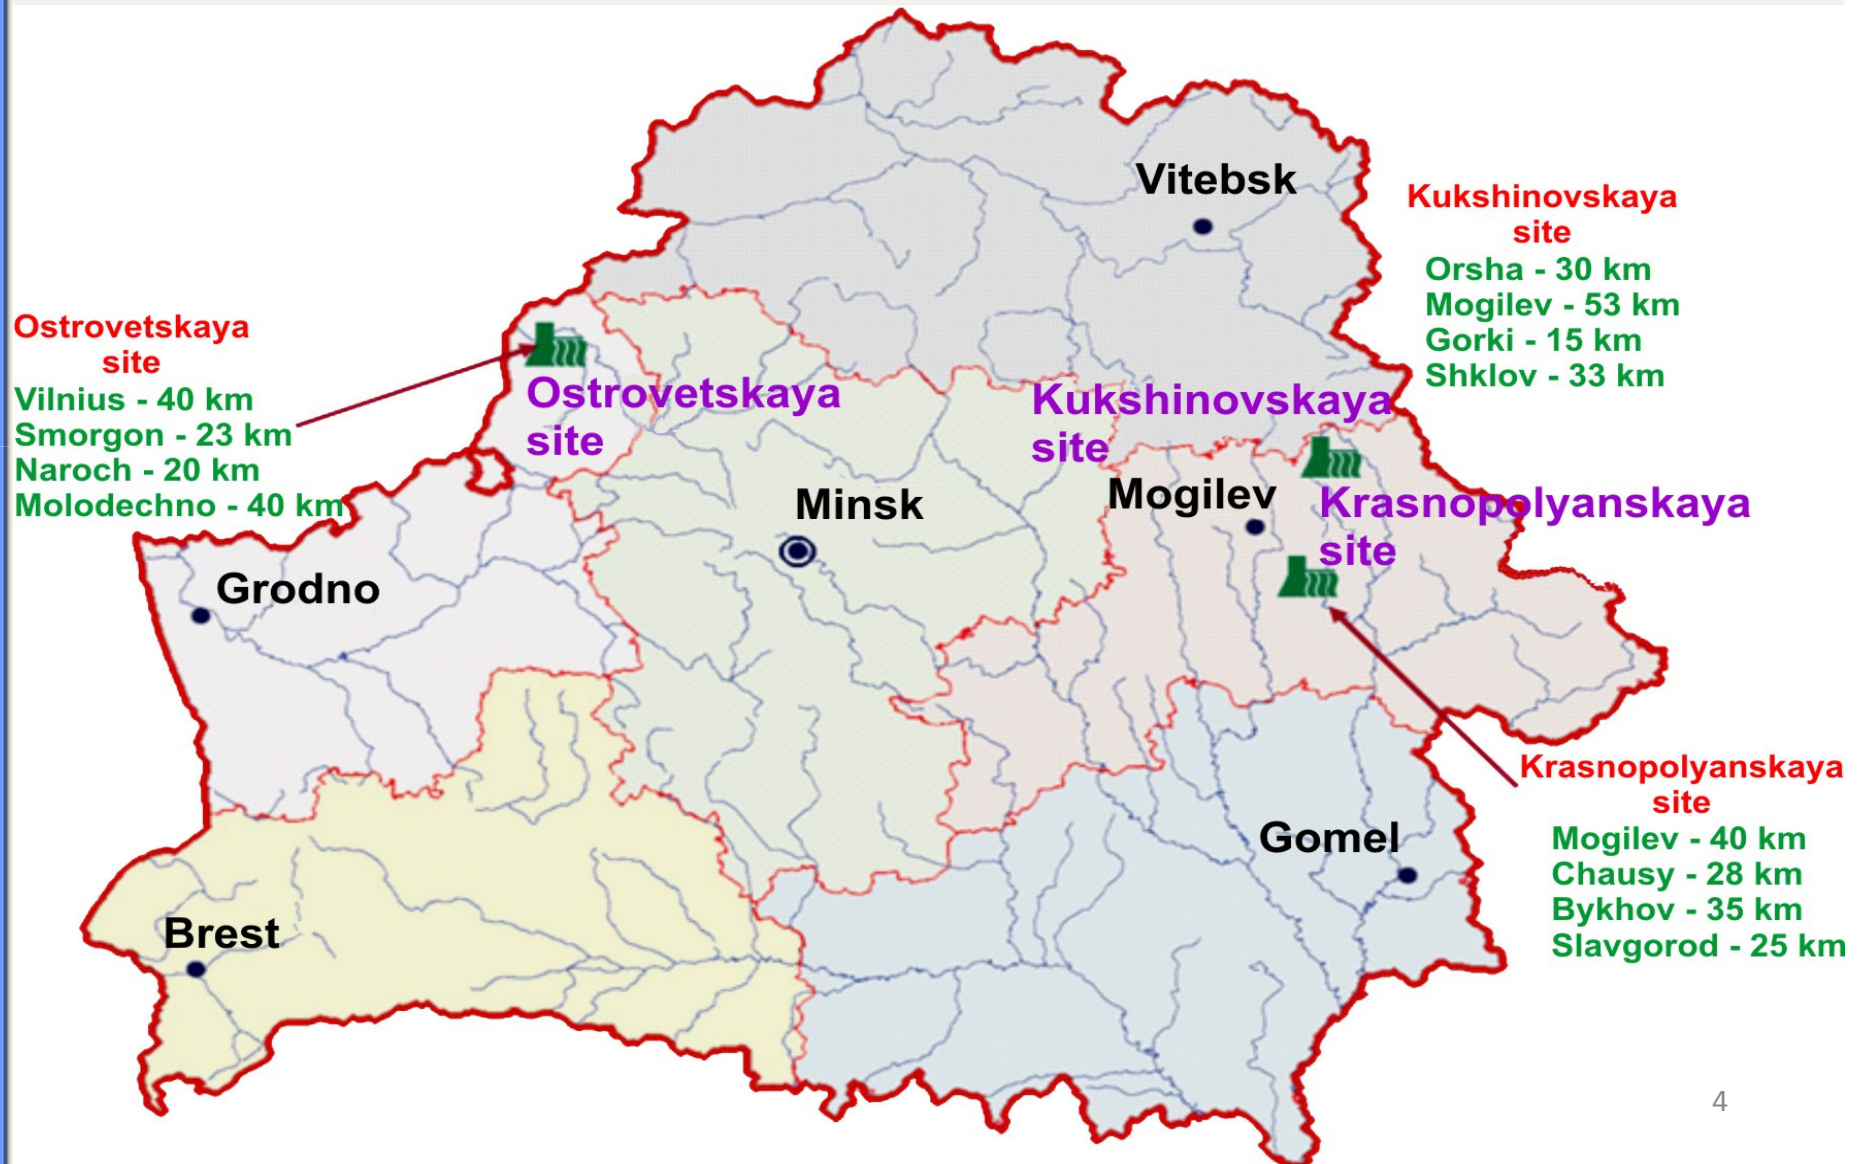 Vitebsk
Kukshinovskaya
site
Orsha - 30 km
Mogilev - 53 km
Gorki - 15 km
Shklov - 33 km
Ostrovetskaya
site
Vilnius - 40 km
Smorgon - 23 km
Naroch - 20 km
Molodechno - 40 km
Ostrovetskaya
site
Kukshinovskaya
site
Minsk
Mogilev
Krasnopolyanskaya
site
Grodno
Krasnopolyanskaya
site
Mogilev - 40 km
Chausy - 28 km
Bykhov - 35 km
Slavgorod - 25 km
Gomel
Brest
4